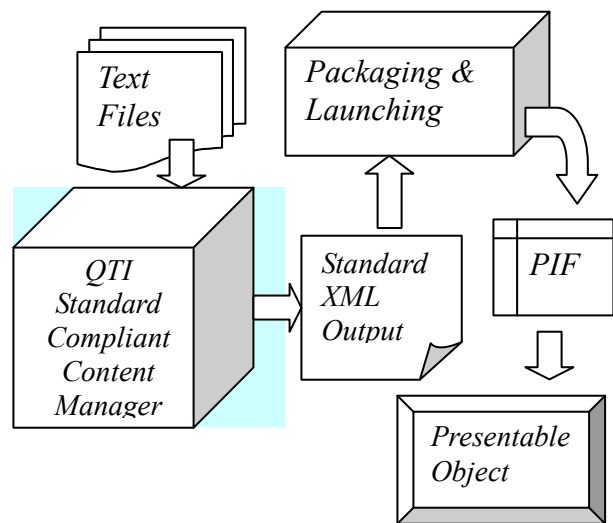 Text
Files
QTI
Standard
Compliant
Content
Manager
Standard
XML
Output
Packaging &
Launching
PIF
Presentable
Object